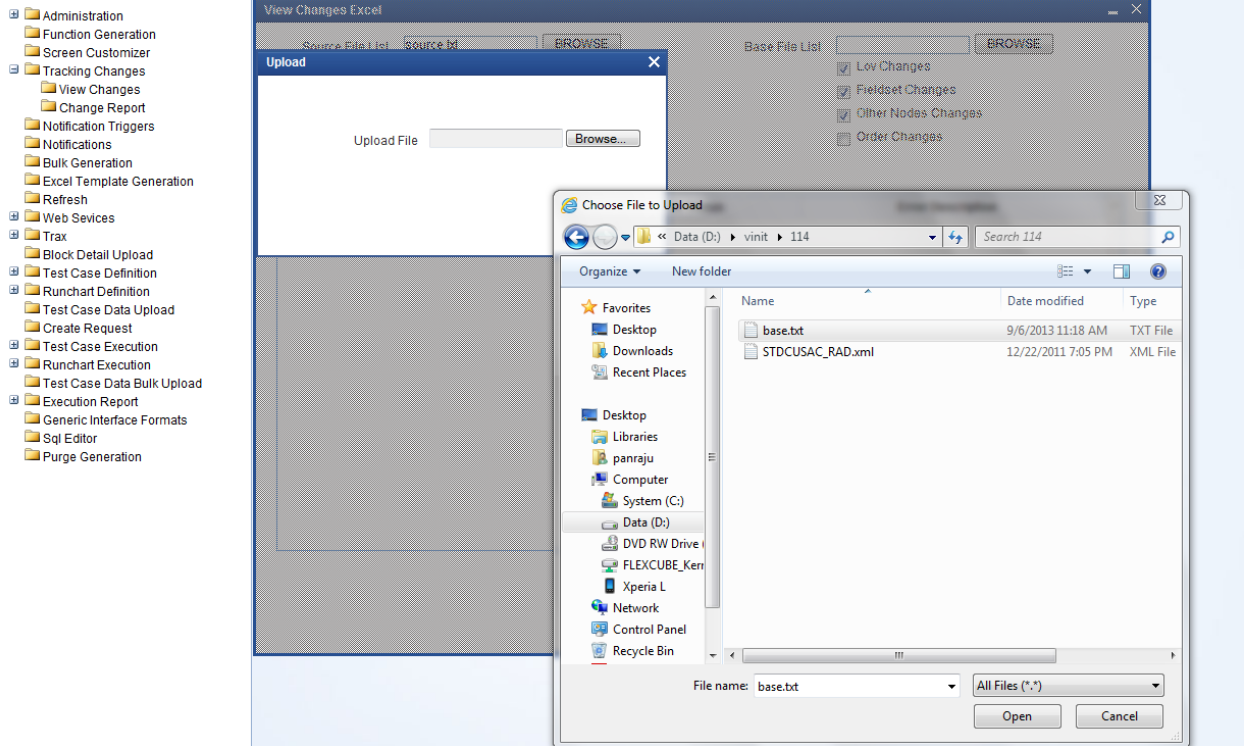 Administration
Function Generation
Screen Customizer
Tracking Changes
View Changes
Change Report
Notification Triggers
Notifications
Bulk Generation
Excel Template Generation
Refresh
Web Sevices
Trax
Block Detail Upload
Test Case Definition
Runchart Definition
Test Case Data Upload
Create Request
Test Case Execution
Runchart Execution
Test Case Data Bulk Upload
Execution Report
Generic Interface Formats
Sql Editor
Purge Generation
View Changes Excel
Source File List source.txt BROWSE
Base File List BROWSE
Lov Changes
Fieldset Changes
Other Nodes Changes
Order Changes
Upload
Upload File Browse...
Choose File to Upload
« Data (D:) vinit 114 Search 114
Organize New folder
Favorites
Desktop
Downloads
Recent Places
Desktop
Libraries
panraju
Computer
System (C:)
Data (D:)
DVD RW Drive
FLEXCUBE_Kerr
Xperia L
Network
Control Panel
Recycle Bin
Name Date modified Type
base.txt 9/6/2013 11:18 AM TXT File
STDCUSAC_RAD.xml 12/22/2011 7:05 PM XML File
File name: base.txt All Files (*.*)
Open Cancel